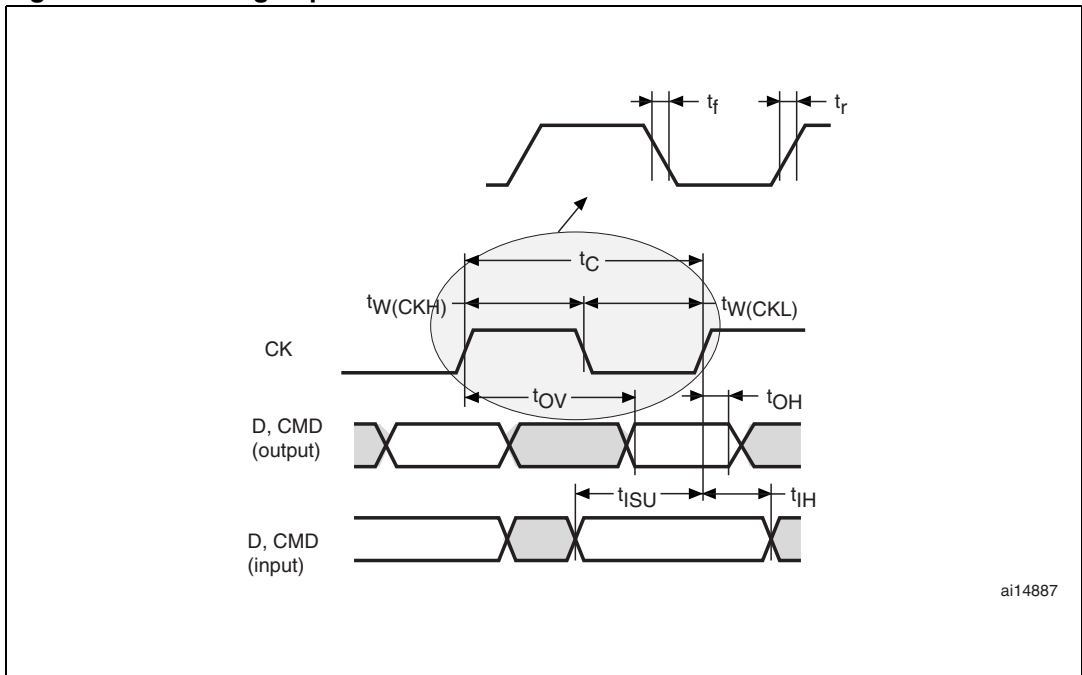 tf
tr
tC
tW(CKH)
tW(CKL)
CK
tOV
tOH
D, CMD
(output)
tISU
tIH
D, CMD
(input)
ai14887